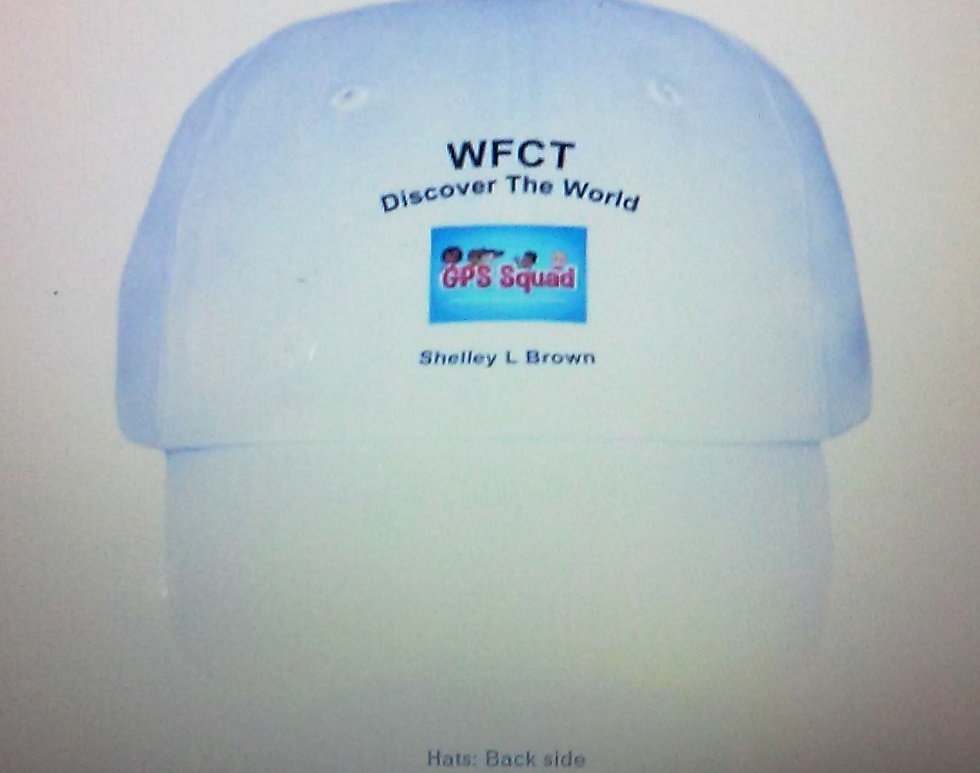 WFCT
Discover The World
GPS Squad
Shelley L Brown
Hats: Back side